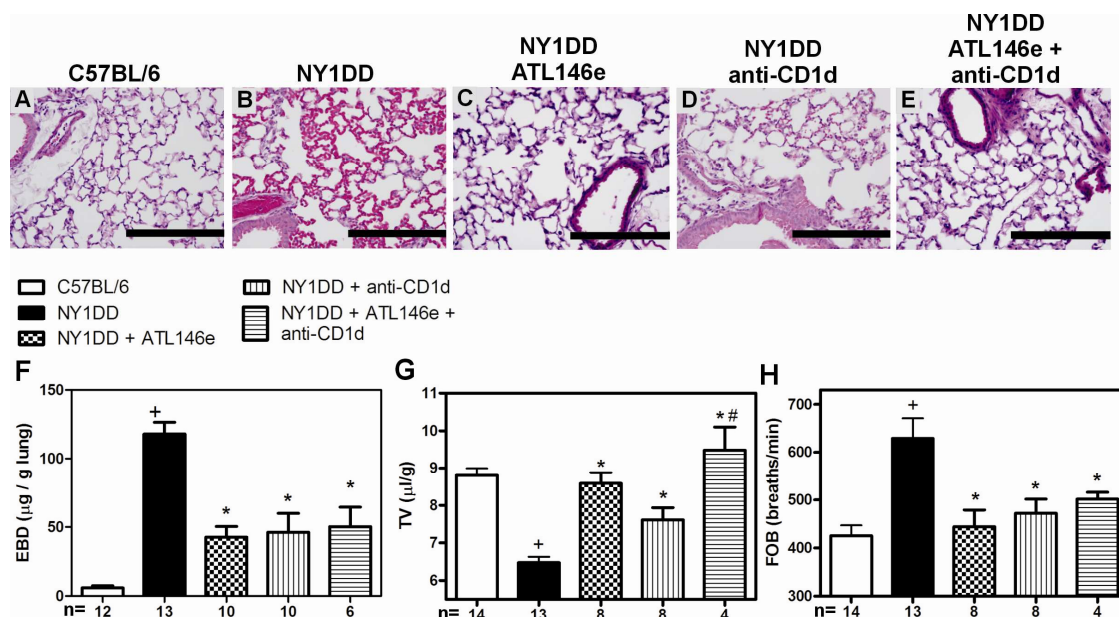 C57BL/6
NY1DD
NY1DD
ATL146e
NY1DD
anti-CD1d
NY1DD
ATL146e +
anti-CD1d
A
B
C
D
E
C57BL/6
NY1DD
NY1DD + ATL146e
NY1DD + anti-CD1d
NY1DD + ATL146e +
anti-CD1d
F
EBD (µg / g lung)
150
100
50
0
+
*
*
*
n= 12 13 10 10 6
G
TV (µl/g)
11
10
9
8
7
6
+
*
*
* #
n= 14 13 8 8 4
H
FOB (breaths/min)
700
600
500
400
300
+
*
*
*
n= 14 13 8 8 4